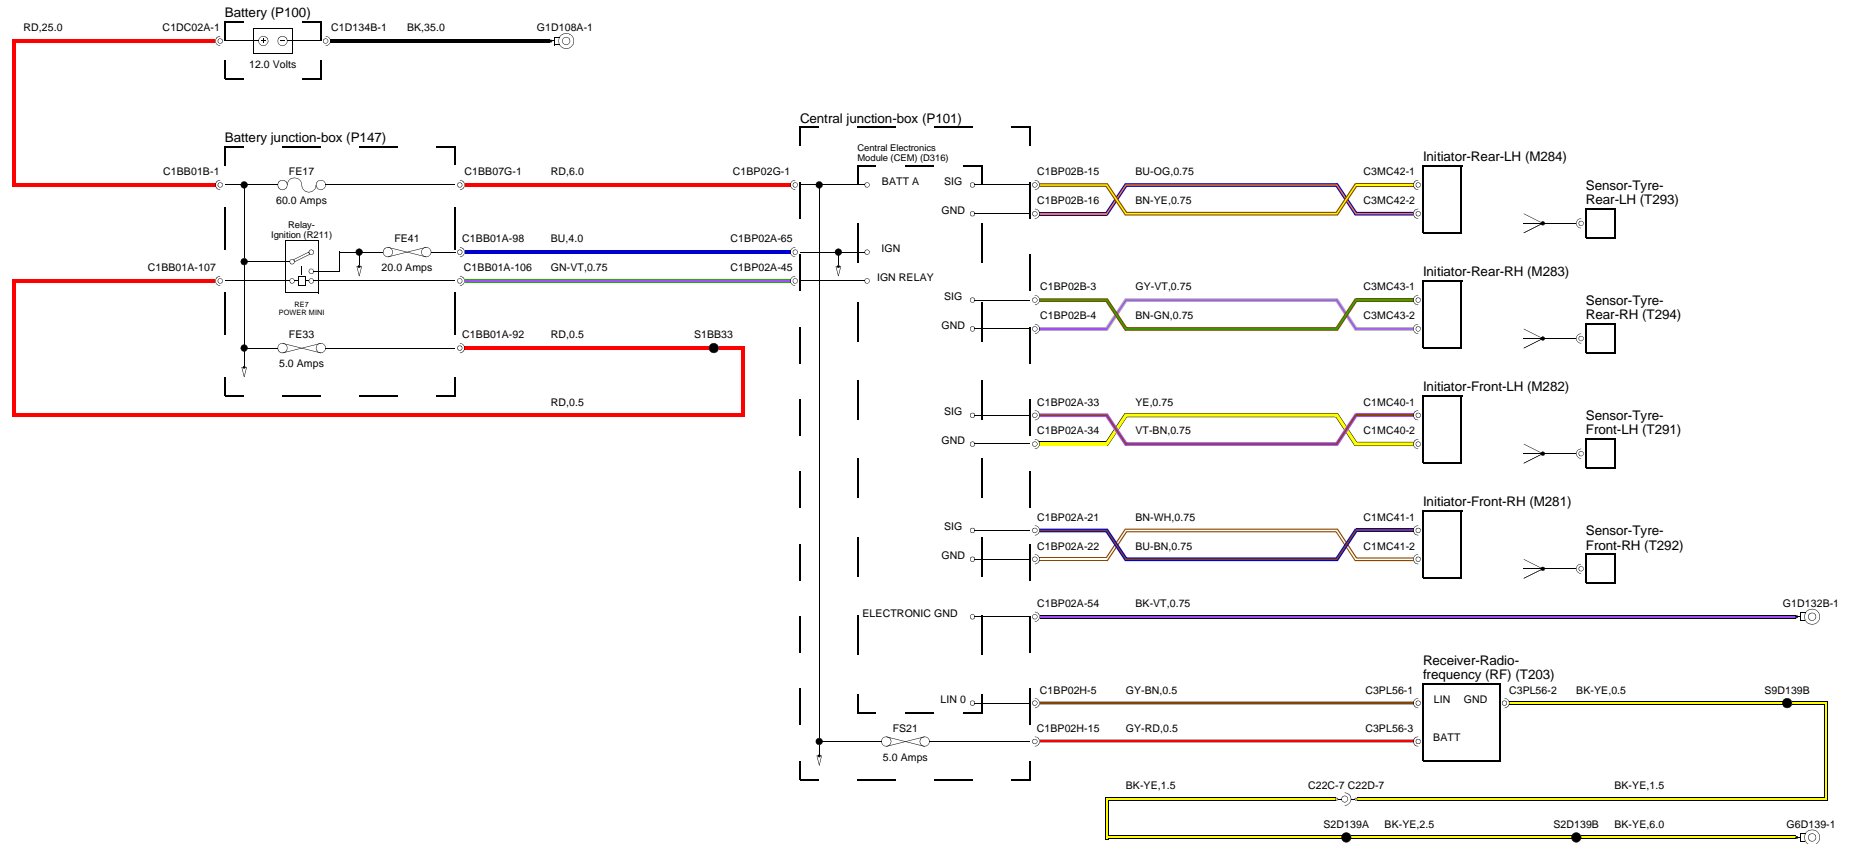 Battery (P100)
RD,25.0
C1DC02A-1
C1D134B-1
BK,35.0
G1D108A-1
12.0 Volts
Battery junction-box (P147)
C1BB01B-1
FE17
60.0 Amps
C1BB07G-1
RD,6.0
C1BP02G-1
Relay-
Ignition (R211)
FE41
20.0 Amps
C1BB01A-98
BU,4.0
C1BP02A-65
C1BB01A-107
C1BB01A-106
GN-VT,0.75
C1BP02A-45
RE7
POWER MINI
FE33
5.0 Amps
C1BB01A-92
RD,0.5
S1BB33
RD,0.5
Central junction-box (P101)
Central Electronics
Module (CEM) (D316)
BATT A
SIG
GND
IGN
IGN RELAY
SIG
GND
SIG
GND
SIG
GND
ELECTRONIC GND
LIN 0
FS21
5.0 Amps
C1BP02B-15
BU-OG,0.75
C3MC42-1
C1BP02B-16
BN-YE,0.75
C3MC42-2
Initiator-Rear-LH (M284)
Sensor-Tyre-
Rear-LH (T293)
C1BP02B-3
GY-VT,0.75
C3MC43-1
C1BP02B-4
BN-GN,0.75
C3MC43-2
Initiator-Rear-RH (M283)
Sensor-Tyre-
Rear-RH (T294)
C1BP02A-33
YE,0.75
C1MC40-1
C1BP02A-34
VT-BN,0.75
C1MC40-2
Initiator-Front-LH (M282)
Sensor-Tyre-
Front-LH (T291)
C1BP02A-21
BN-WH,0.75
C1MC41-1
C1BP02A-22
BU-BN,0.75
C1MC41-2
Initiator-Front-RH (M281)
Sensor-Tyre-
Front-RH (T292)
C1BP02A-54
BK-VT,0.75
G1D132B-1
Receiver-Radio-
frequency (RF) (T203)
C1BP02H-5
GY-BN,0.5
C3PL56-1
LIN
GND
C3PL56-2
BK-YE,0.5
S9D139B
C1BP02H-15
GY-RD,0.5
C3PL56-3
BATT
BK-YE,1.5
C22C-7 C22D-7
BK-YE,1.5
S2D139A
BK-YE,2.5
S2D139B
BK-YE,6.0
G6D139-1